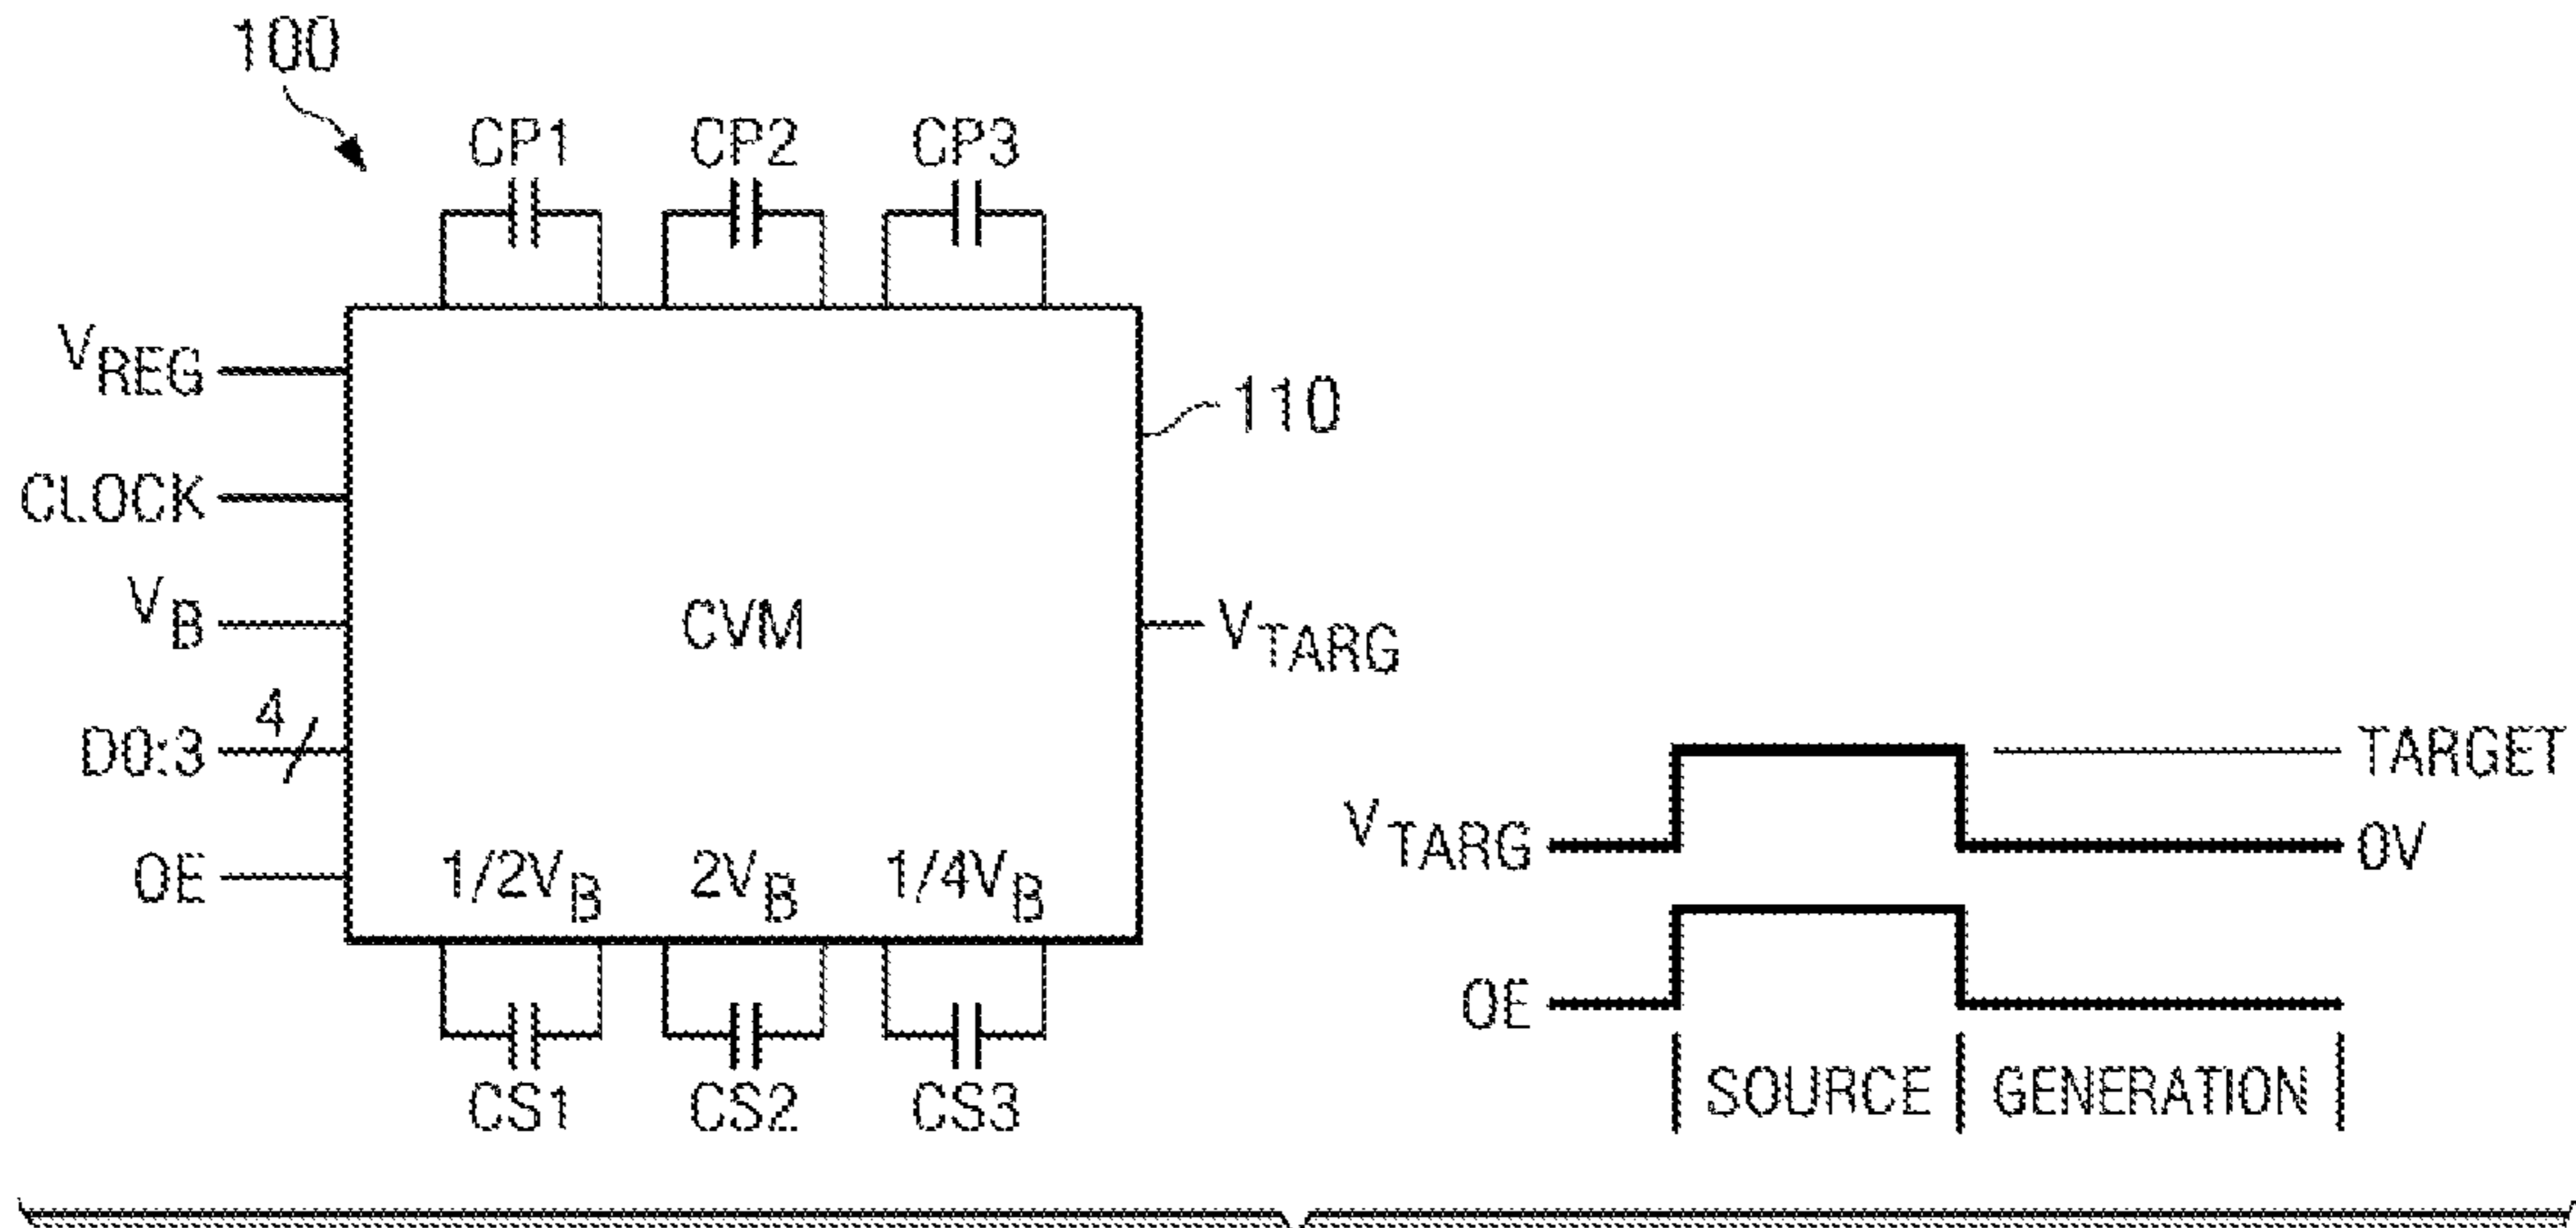 100
CP1 CP2 CP3
VREG
110
CLOCK
VB
CVM
VTARG
D0:3
4
OE
1/2VB 2VB 1/4VB
CS1 CS2 CS3
TARGET
VTARG
0V
OE
SOURCE GENERATION